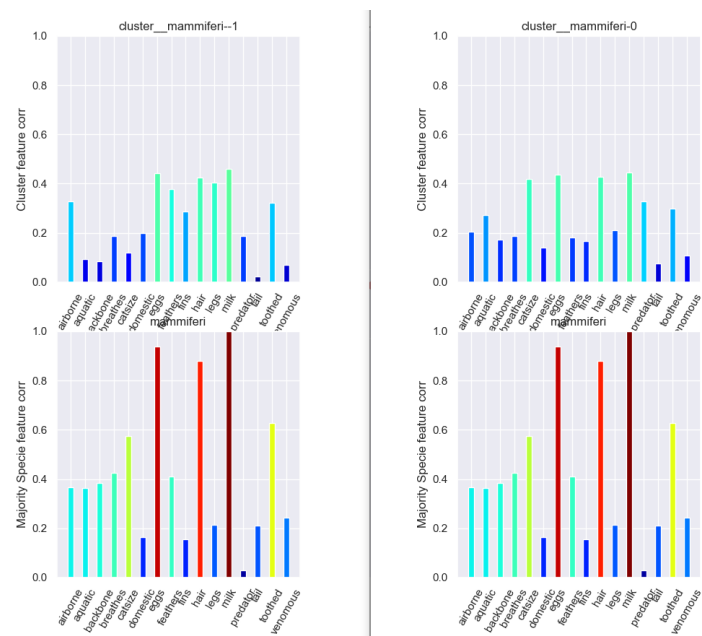 cluster__mammiferi--1
cluster__mammiferi-0
1.0
0.8
0.6
0.4
0.2
0.0
Cluster feature corr
airborne
aquatic
ackbone
breathes
catsize
domestic
eggs
feathers
fins
hair
legs
milk
predator
tail
toothed
enomous
1.0
0.8
0.6
0.4
0.2
0.0
Cluster feature corr
airborne
aquatic
ackbone
breathes
catsize
domestic
eggs
feathers
fins
hair
legs
milk
predator
tail
toothed
enomous
mammiferi
mammiferi
1.0
0.8
0.6
0.4
0.2
0.0
Majority Specie feature corr
airborne
aquatic
backbone
breathes
catsize
domestic
eggs
feathers
fins
hair
legs
milk
predator
tail
toothed
venomous
1.0
0.8
0.6
0.4
0.2
0.0
Majority Specie feature corr
airborne
aquatic
backbone
breathes
catsize
domestic
eggs
feathers
fins
hair
legs
milk
predator
tail
toothed
venomous